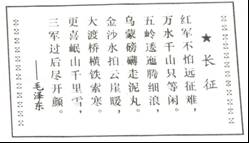 ★ 长征
红军不怕远征难，
万水千山只等闲。
五岭逶迤腾细浪，
乌蒙磅礴走泥丸。
金沙水拍云崖暖，
大渡桥横铁索寒。
更喜岷山千里雪，
三军过后尽开颜。
——毛泽东